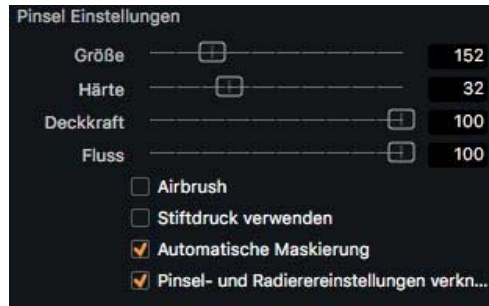 Pinsel Einstellungen
Größe 152
Härte 32
Deckkraft 100
Fluss 100
Airbrush
Stiftdruck verwenden
Automatische Maskierung
Pinsel- und Radierereinstellungen verkn...